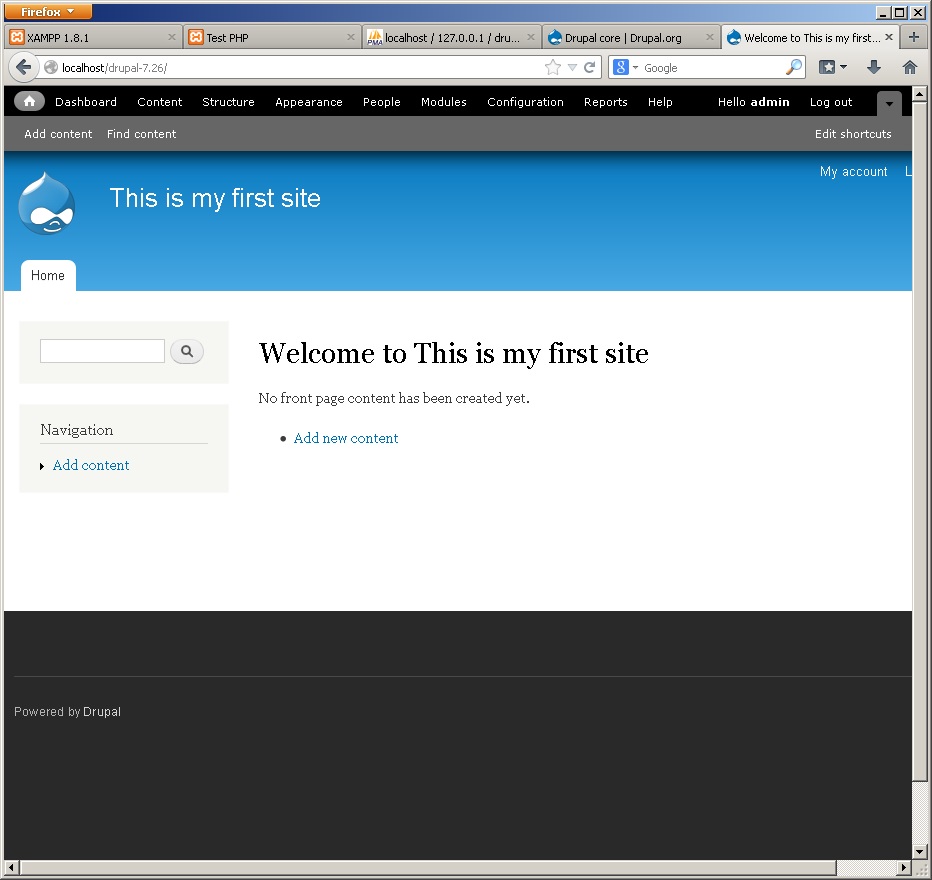 Firefox
XAMPP 1.8.1
Test PHP
localhost / 127.0.0.1 / dru...
Drupal core | Drupal.org
Welcome to This is my first...
localhost/drupal-7.26/
Google
Dashboard Content Structure Appearance People Modules Configuration Reports Help Hello admin Log out
Add content Find content Edit shortcuts
My account L
This is my first site
Home
Welcome to This is my first site
No front page content has been created yet.
Add new content
Navigation
Add content
Powered by Drupal